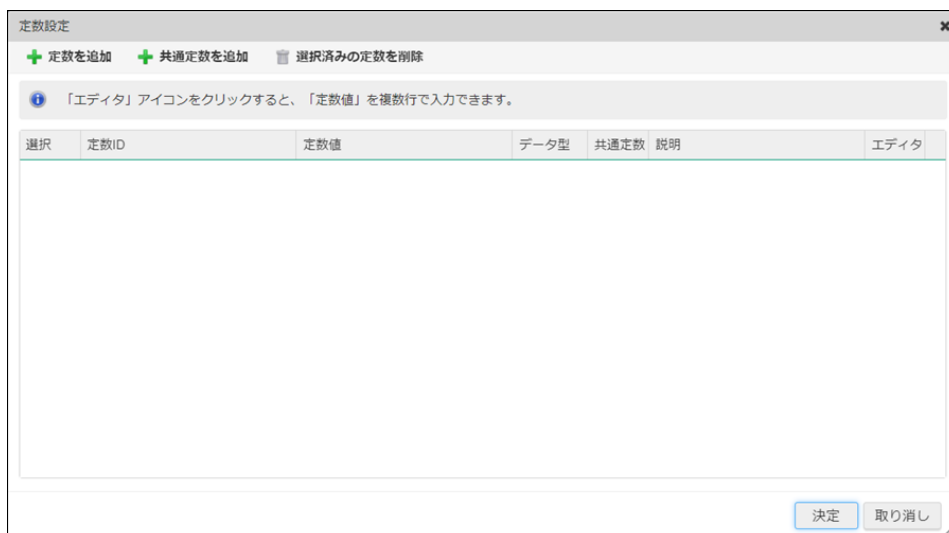 定数設定
定数を追加 共通定数を追加 選択済みの定数を削除
「エディタ」アイコンをクリックすると、「定数値」を複数行で入力できます。
選択 定数ID 定数値 データ型 共通定数 説明 エディタ
決定 取り消し